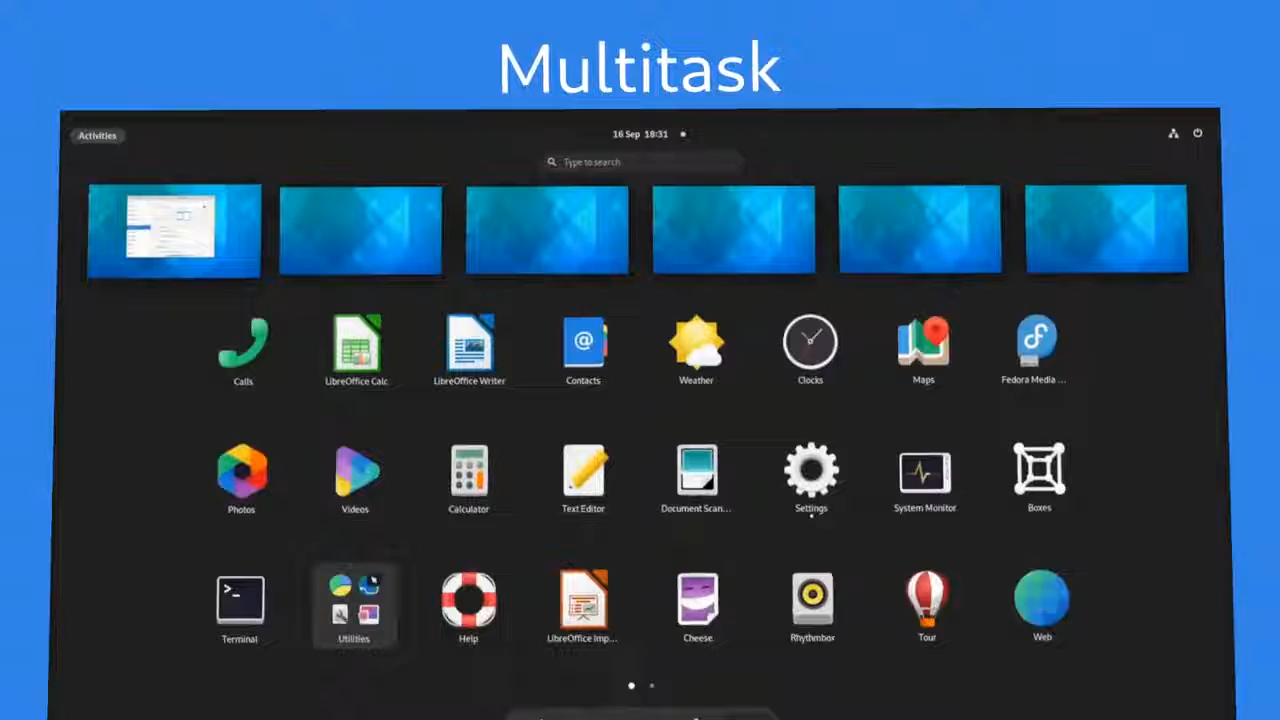 Multitask
Activities
16 Sep 18:31
Type to search
Calls
LibreOffice Calc
LibreOffice Writer
Contacts
Weather
Clocks
Maps
Fedora Media ...
Photos
Videos
Calculator
Text Editor
Document Scan...
Settings
System Monitor
Boxes
Terminal
Utilities
Help
LibreOffice Imp...
Cheese
Rhythmbox
Tour
Web